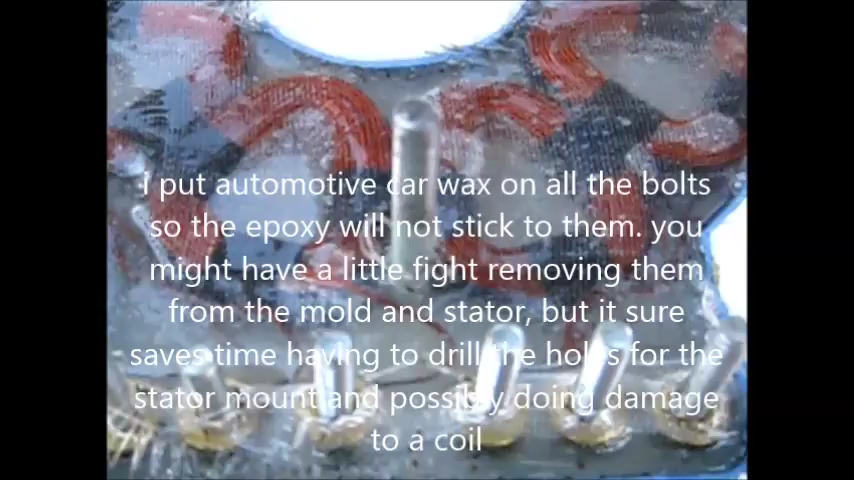 i put automotive car wax on all the bolts
so the epoxy will not stick to them. you
might have a little fight removing them
from the mold and stator, but it sure
saves time having to drill the holes for the
stator mount and possibly doing damage
to a coil